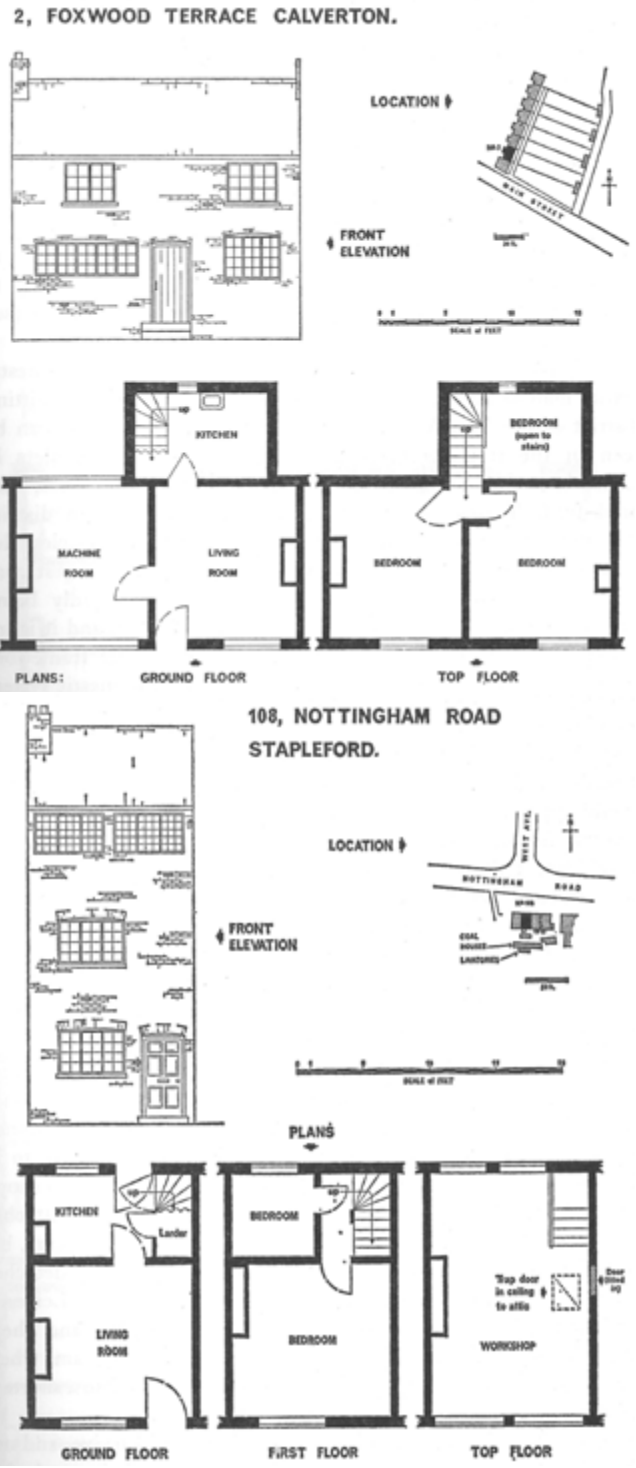 2, FOXWOOD TERRACE CALVERTON.
LOCATION
MAIN STREET
FRONT
ELEVATION
SCALE of FEET
up
KITCHEN
MACHINE
ROOM
LIVING
ROOM
up
BEDROOM
(open to
stairs)
BEDROOM
BEDROOM
PLANS:
GROUND FLOOR
TOP FLOOR
108, NOTTINGHAM ROAD
STAPLEFORD.
LOCATION
WEST AVE.
NOTTINGHAM ROAD
COAL
FRONT
ELEVATION
SCALE of FEET
PLANS
KITCHEN
up
Larder
LIVING
ROOM
BEDROOM
up
BEDROOM
Trap door
in ceiling
to attic
Door
WORKSHOP
GROUND FLOOR
FIRST FLOOR
TOP FLOOR